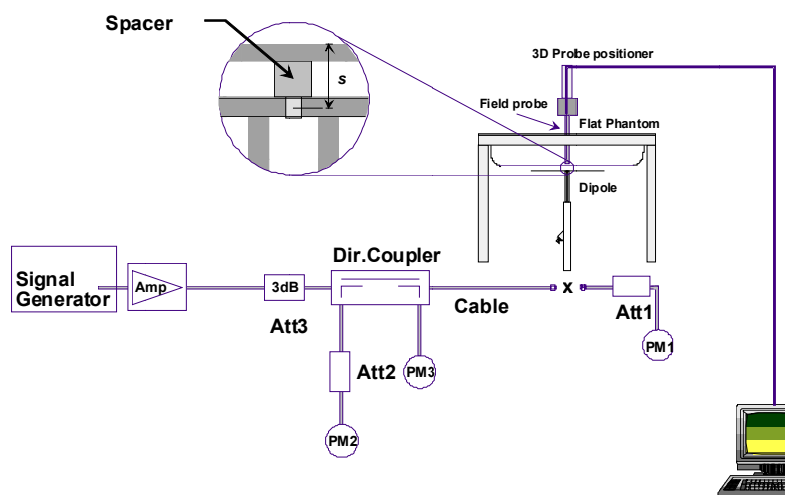 Spacer
s
3D Probe positioner
Field probe
Flat Phantom
Dipole
Signal
Generator
Amp
3dB
Att3
Dir.Coupler
Cable
x
Att1
PM1
Att2
PM3
PM2